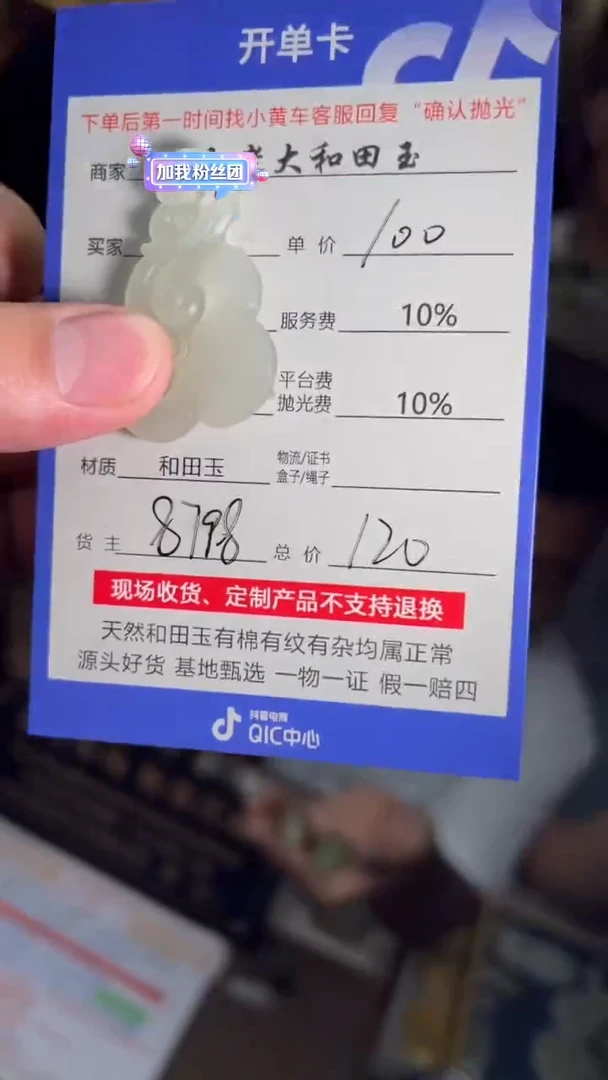 开单卡
下单后第一时间找小黄车客服回复“确认抛光”
商家 大和田玉
加我粉丝团
买家 单价 100
服务费 10%
平台费
抛光费 10%
材质 和田玉 物流/证书
盒子/绳子
货主 8798 总价 120
现场收货、定制产品不支持退换
天然和田玉有棉有纹有杂均属正常
源头好货 基地甄选 一物一证 假一赔四
抖音电商
QIC中心